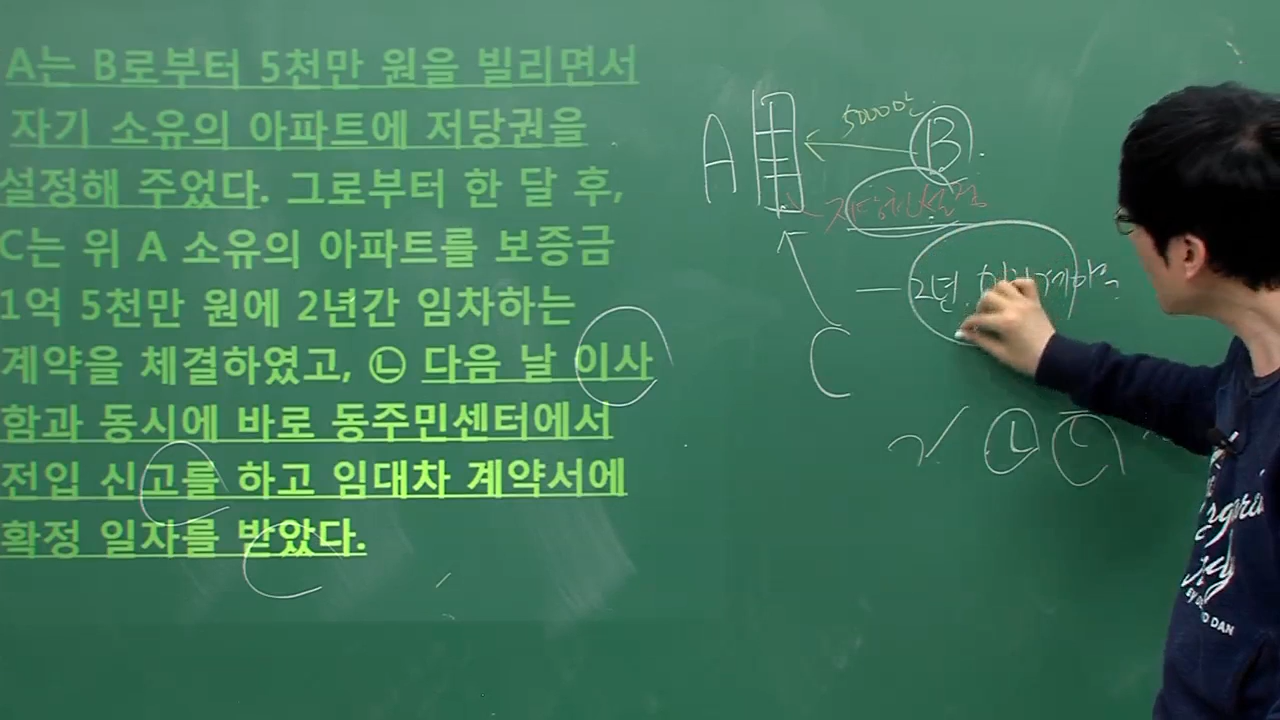 A는 B로부터 5천만 원을 빌리면서
자기 소유의 아파트에 저당권을
설정해 주었다. 그로부터 한 달 후,
C는 위 A 소유의 아파트를 보증금
1억 5천만 원에 2년간 임차하는
계약을 체결하였고, ㉡ 다음 날 이사
함과 동시에 바로 동주민센터에서
전입 신고를 하고 임대차 계약서에
확정 일자를 받았다.
A
5000만
B
저당권 설정
2년
C
ㄴ ㄷ
DAN